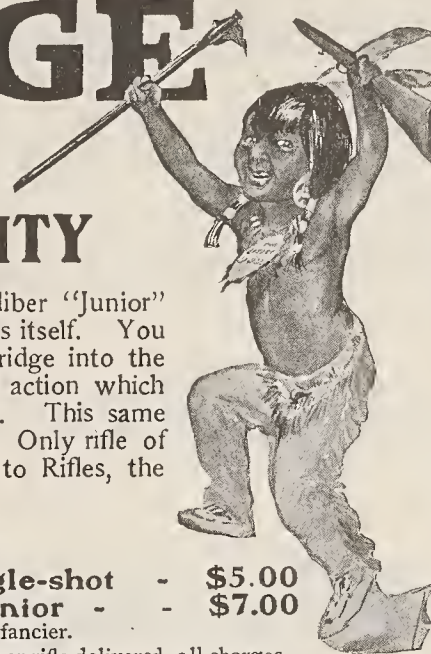 GE
ITY
liber "Junior"
s itself. You
ridge into the
action which
. This same
Only rifle of
to Rifles, the
gle-shot - $5.00
nior - - $7.00
fancier.
rifle delivered, all charges